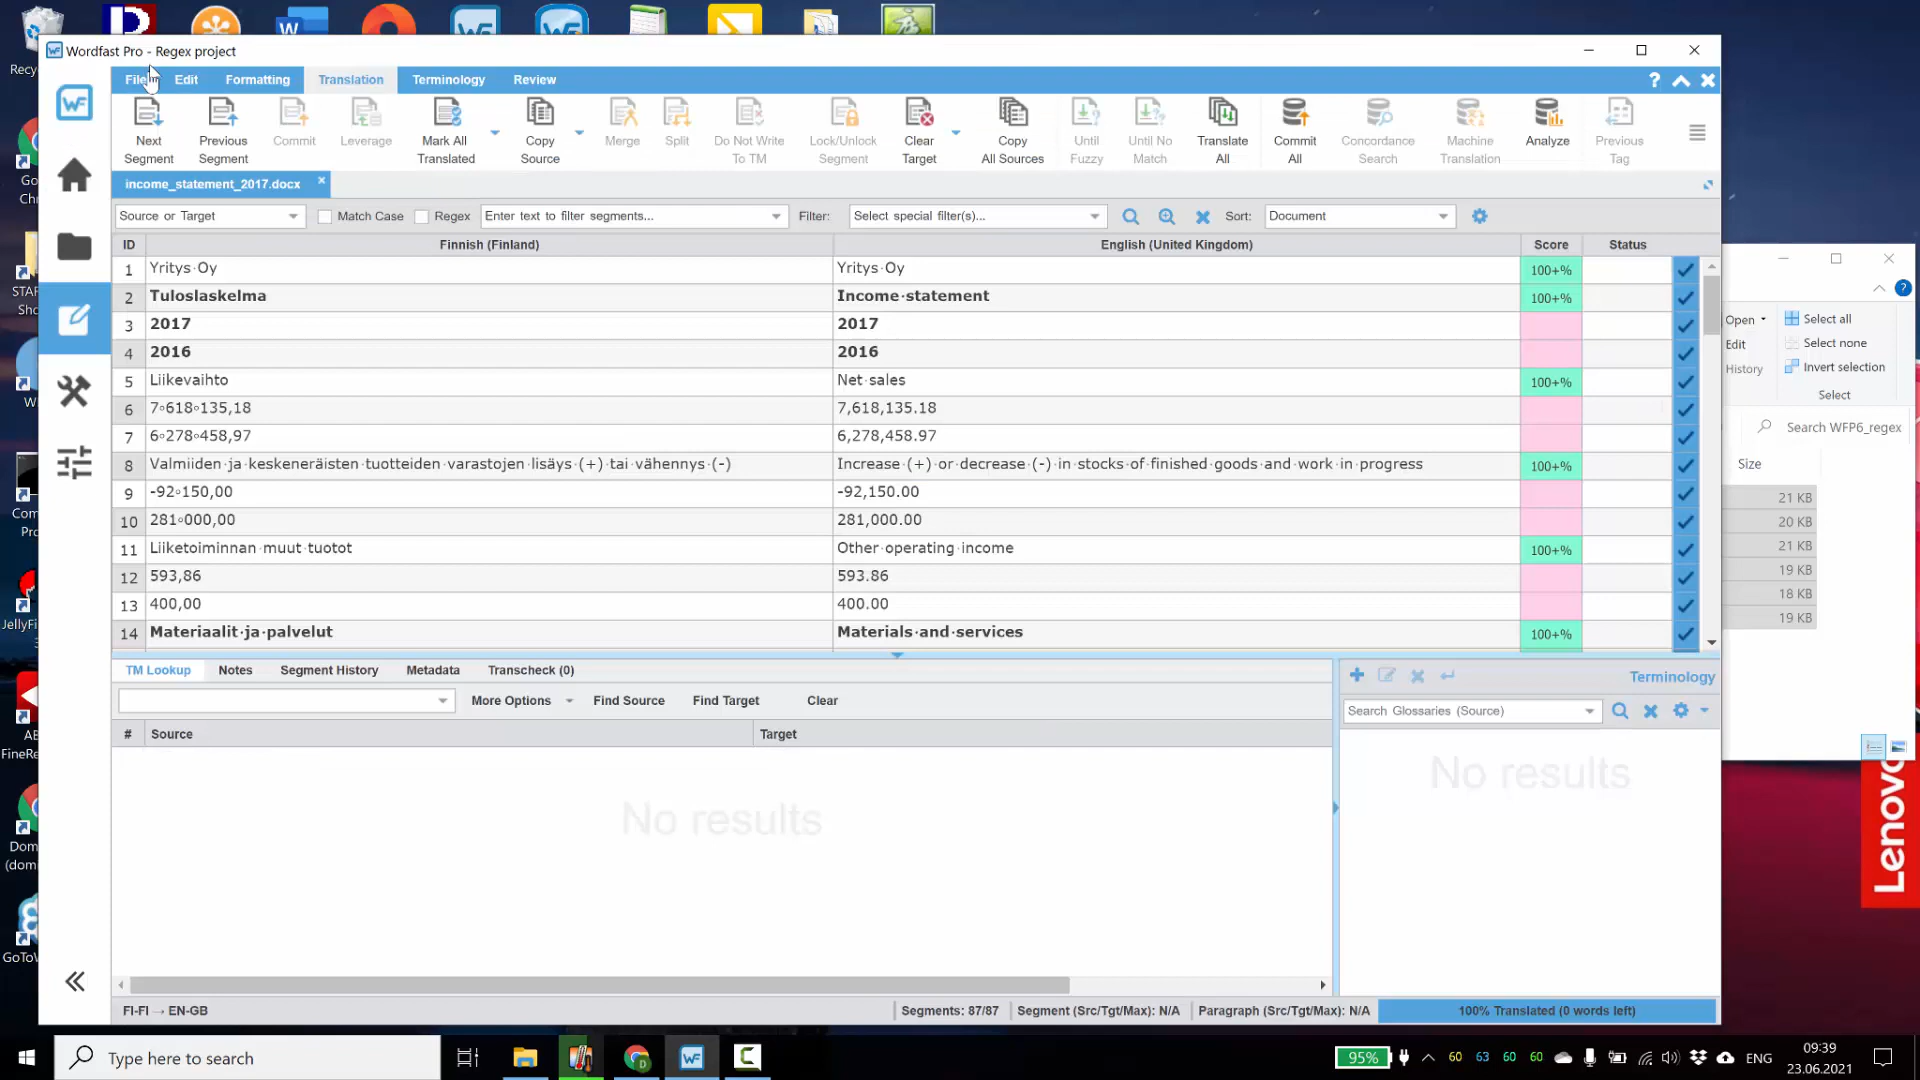 Wordfast Pro - Regex project
File Edit Formatting Translation Terminology Review
Next Segment
Previous Segment
Commit
Leverage
Mark All Translated
Copy Source
Merge
Split
Do Not Write To TM
Lock/Unlock Segment
Clear Target
Copy All Sources
Until Fuzzy
Until No Match
Translate All
Commit All
Concordance Search
Machine Translation
Analyze
Previous Tag
income_statement_2017.docx
Source or Target Match Case Regex Enter text to filter segments... Filter: Select special filter(s)... Sort: Document
ID Finnish (Finland) English (United Kingdom) Score Status
1 Yritys·Oy Yritys·Oy 100+%
2 Tuloslaskelma Income·statement 100+%
3 2017 2017
4 2016 2016
5 Liikevaihto Net·sales 100+%
6 7°618°135,18 7,618,135.18
7 6°278°458,97 6,278,458.97
8 Valmiiden·ja·keskeneräisten·tuotteiden·varastojen·lisäys·(+)·tai·vähennys·(-) Increase·(+)·or·decrease·(-)·in·stocks·of·finished·goods·and·work·in·progress 100+%
9 -92°150,00 -92,150.00
10 281°000,00 281,000.00
11 Liiketoiminnan·muut·tuotot Other·operating·income 100+%
12 593,86 593.86
13 400,00 400.00
14 Materiaalit·ja·palvelut Materials·and·services 100+%
TM Lookup Notes Segment History Metadata Transcheck (0)
More Options Find Source Find Target Clear
# Source Target
No results
Terminology
Search Glossaries (Source)
No results
FI-FI → EN-GB Segments: 87/87 Segment (Src/Tgt/Max): N/A Paragraph (Src/Tgt/Max): N/A 100% Translated (0 words left)
Open Select all
Edit Select none
History Invert selection
Select
Search WFP6_regex
Size
21 KB
20 KB
21 KB
19 KB
18 KB
19 KB
Lenovo
Type here to search
95% 60 63 60 60 ENG
09:39
23.06.2021